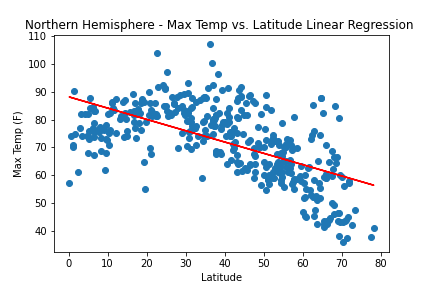 Northern Hemisphere - Max Temp vs. Latitude Linear Regression
110
100
90
80
70
60
50
40
Max Temp (F)
0 10 20 30 40 50 60 70 80
Latitude